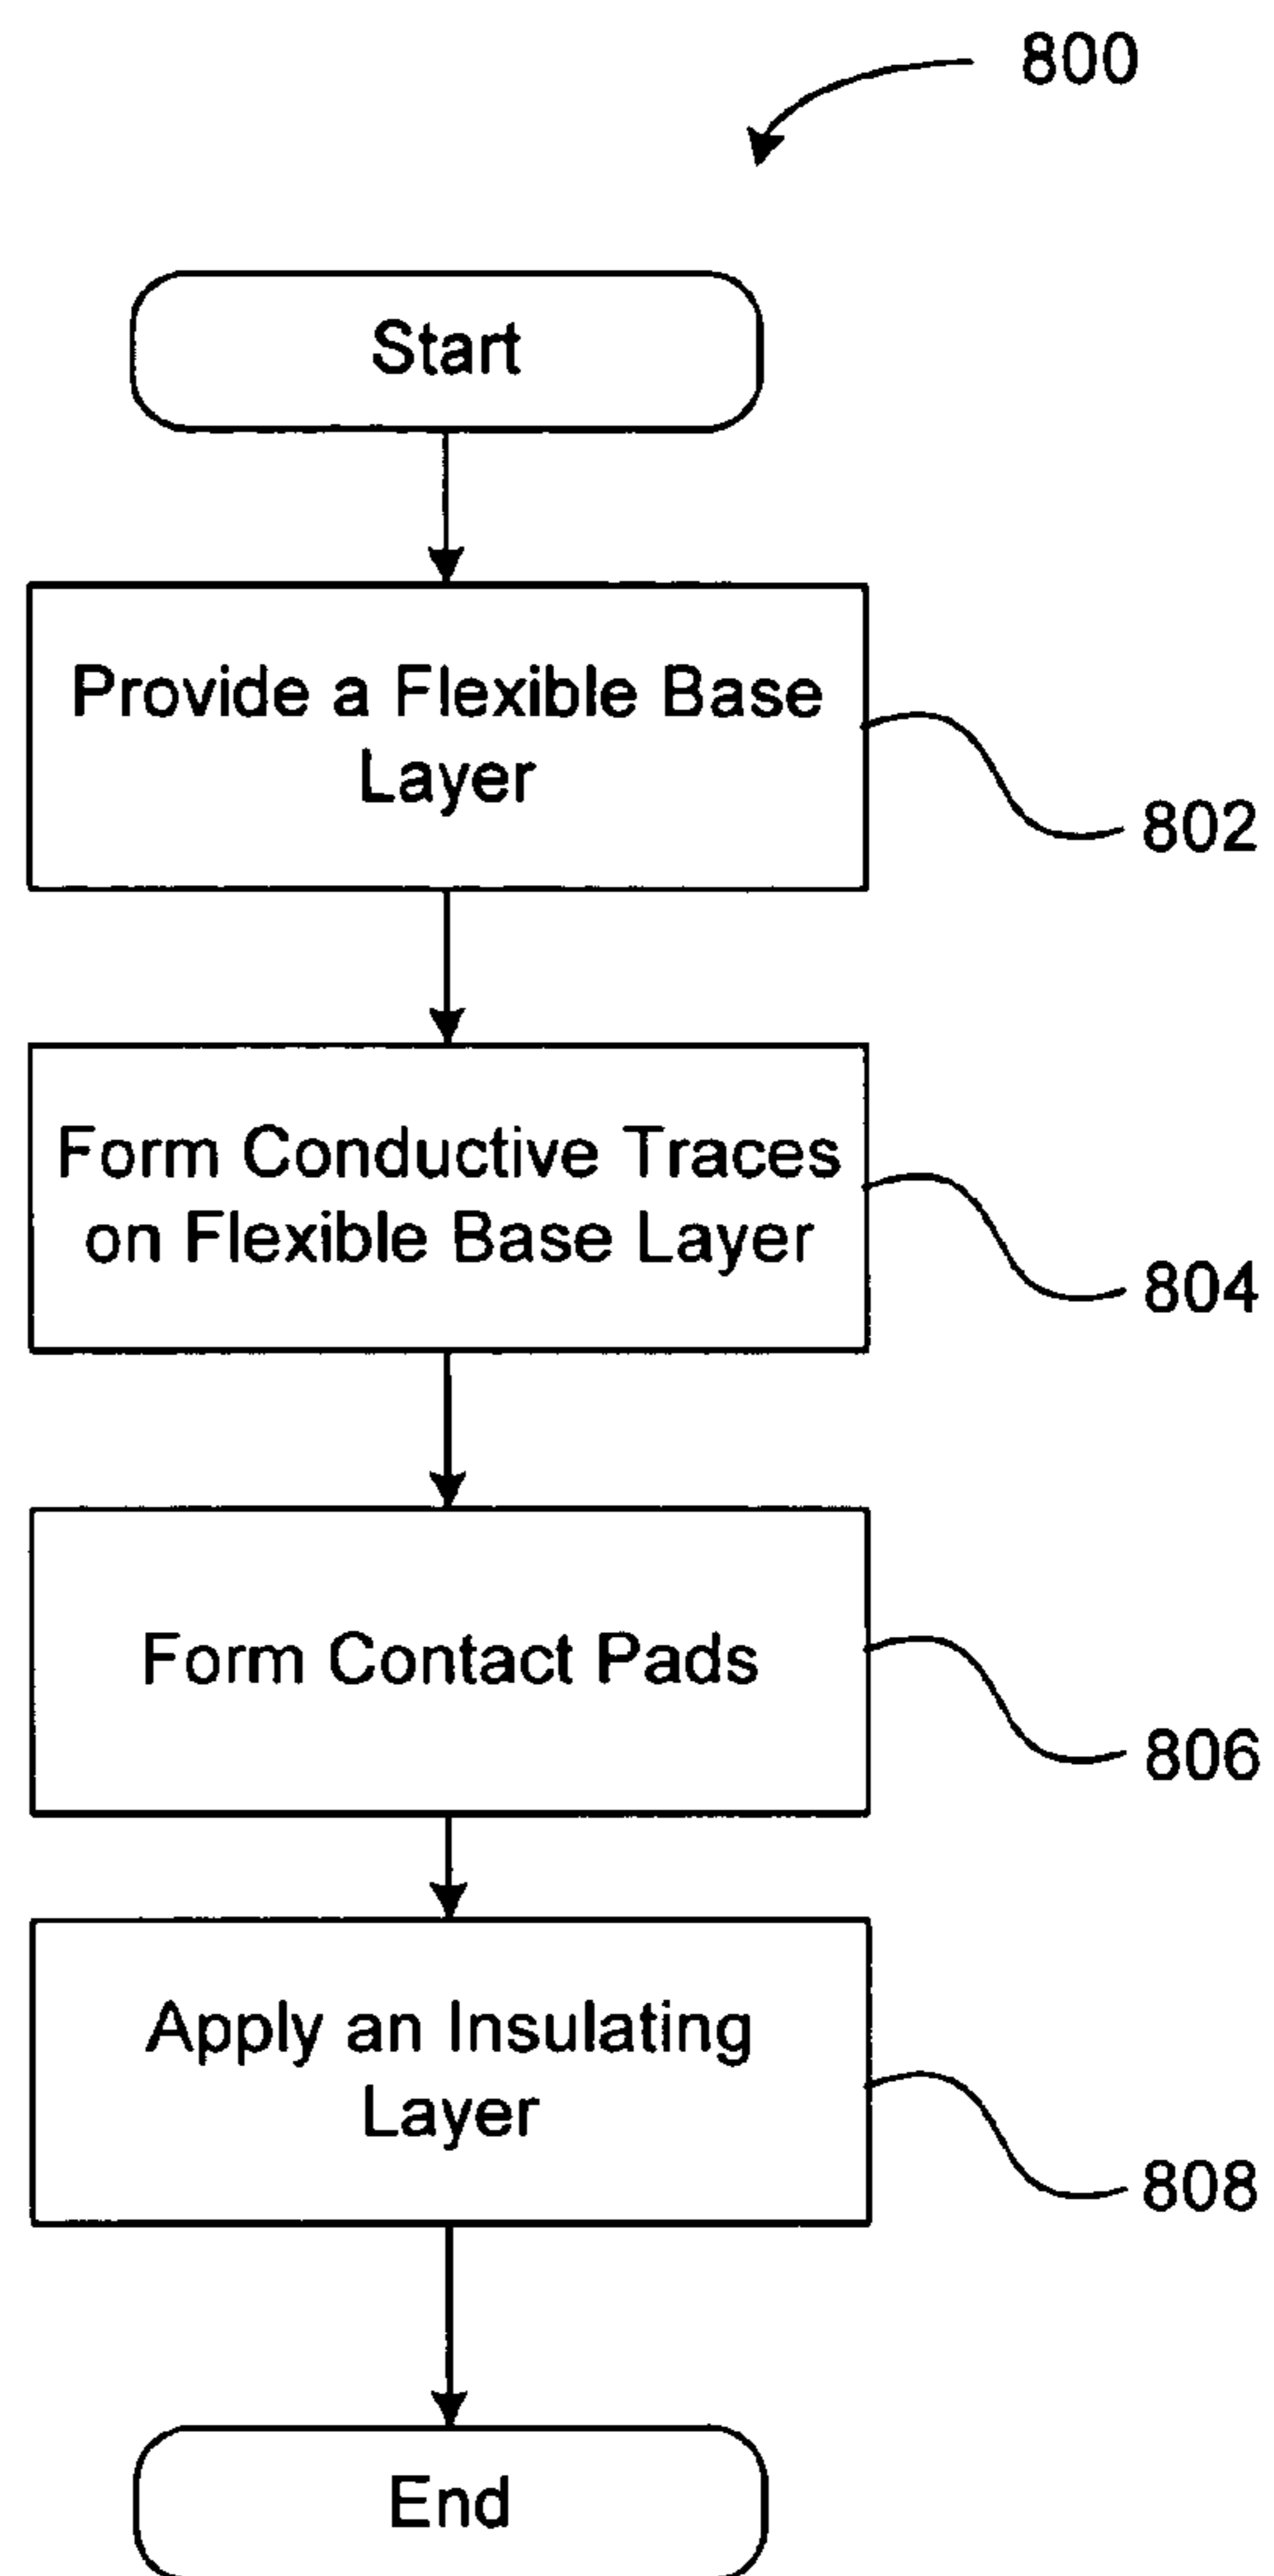 800
Start
Provide a Flexible Base
Layer
802
Form Conductive Traces
on Flexible Base Layer
804
Form Contact Pads
806
Apply an Insulating
Layer
808
End